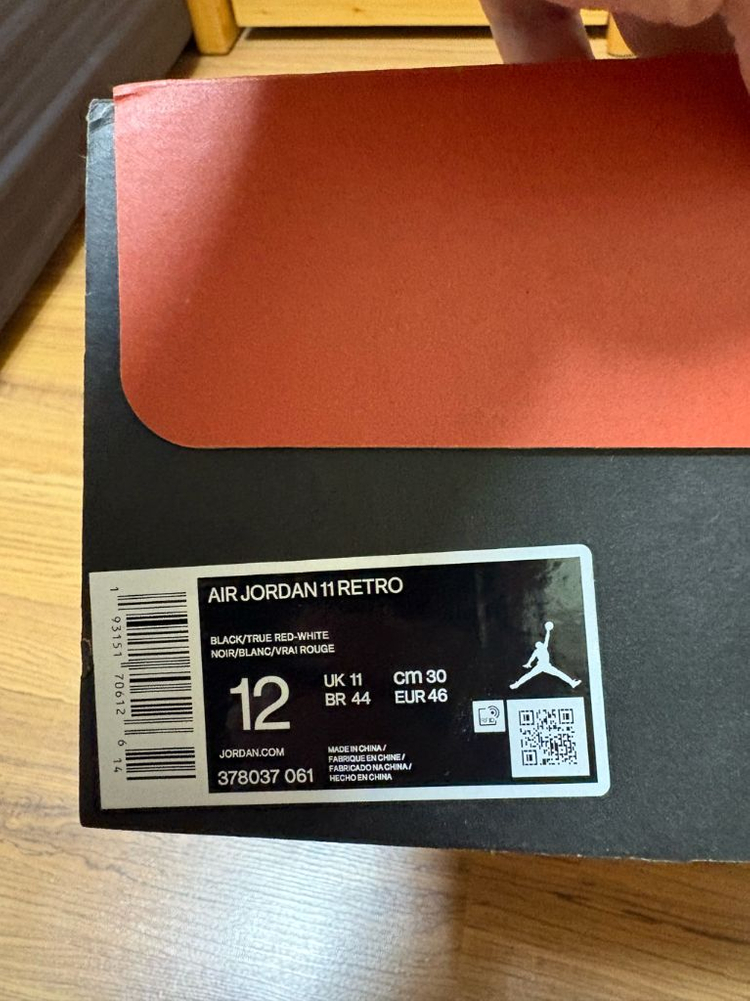 AIR JORDAN 11 RETRO
BLACK/TRUE RED-WHITE
NOIR/BLANC/VRAI ROUGE
12
UK 11
cm 30
BR 44
EUR 46
JORDAN.COM
378037 061
MADE IN CHINA /
FABRIQUE EN CHINE /
FABRICADO NA CHINA /
HECHO EN CHINA
RFID
1 93151 70612 6 14